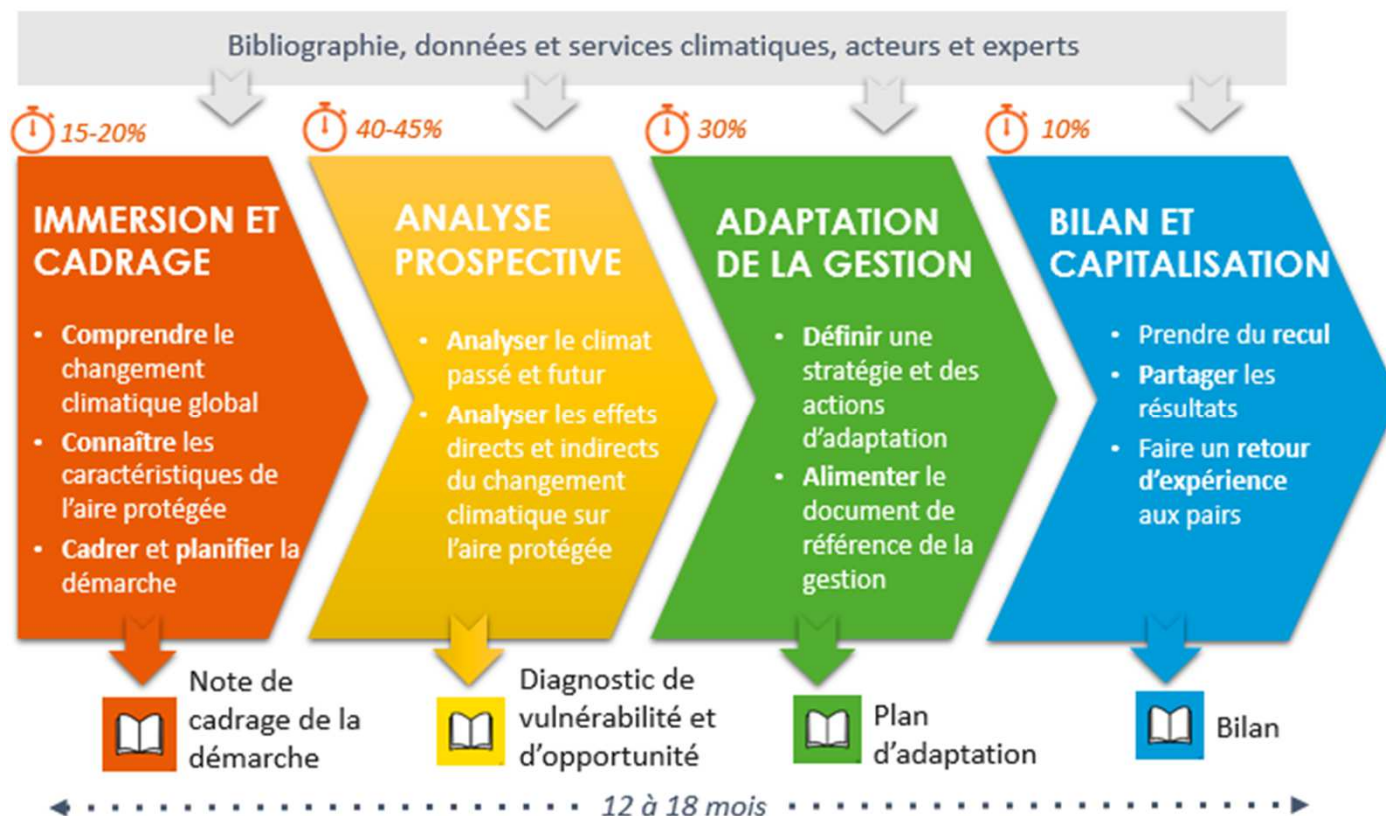 Bibliographie, données et services climatiques, acteurs et experts
15-20%
40-45%
30%
10%
IMMERSION ET
CADRAGE
• Comprendre le
changement
climatique global
• Connaître les
caractéristiques de
l'aire protégée
• Cadrer et planifier la
démarche
ANALYSE
PROSPECTIVE
• Analyser le climat
passé et futur
• Analyser les effets
directs et indirects
du changement
climatique sur
l'aire protégée
ADAPTATION
DE LA GESTION
• Définir une
stratégie et des
actions
d'adaptation
• Alimenter le
document de
référence de la
gestion
BILAN ET
CAPITALISATION
• Prendre du recul
• Partager les
résultats
• Faire un retour
d'expérience
aux pairs
Note de
cadrage de la
démarche
Diagnostic de
vulnérabilité et
d'opportunité
Plan
d'adaptation
Bilan
12 à 18 mois